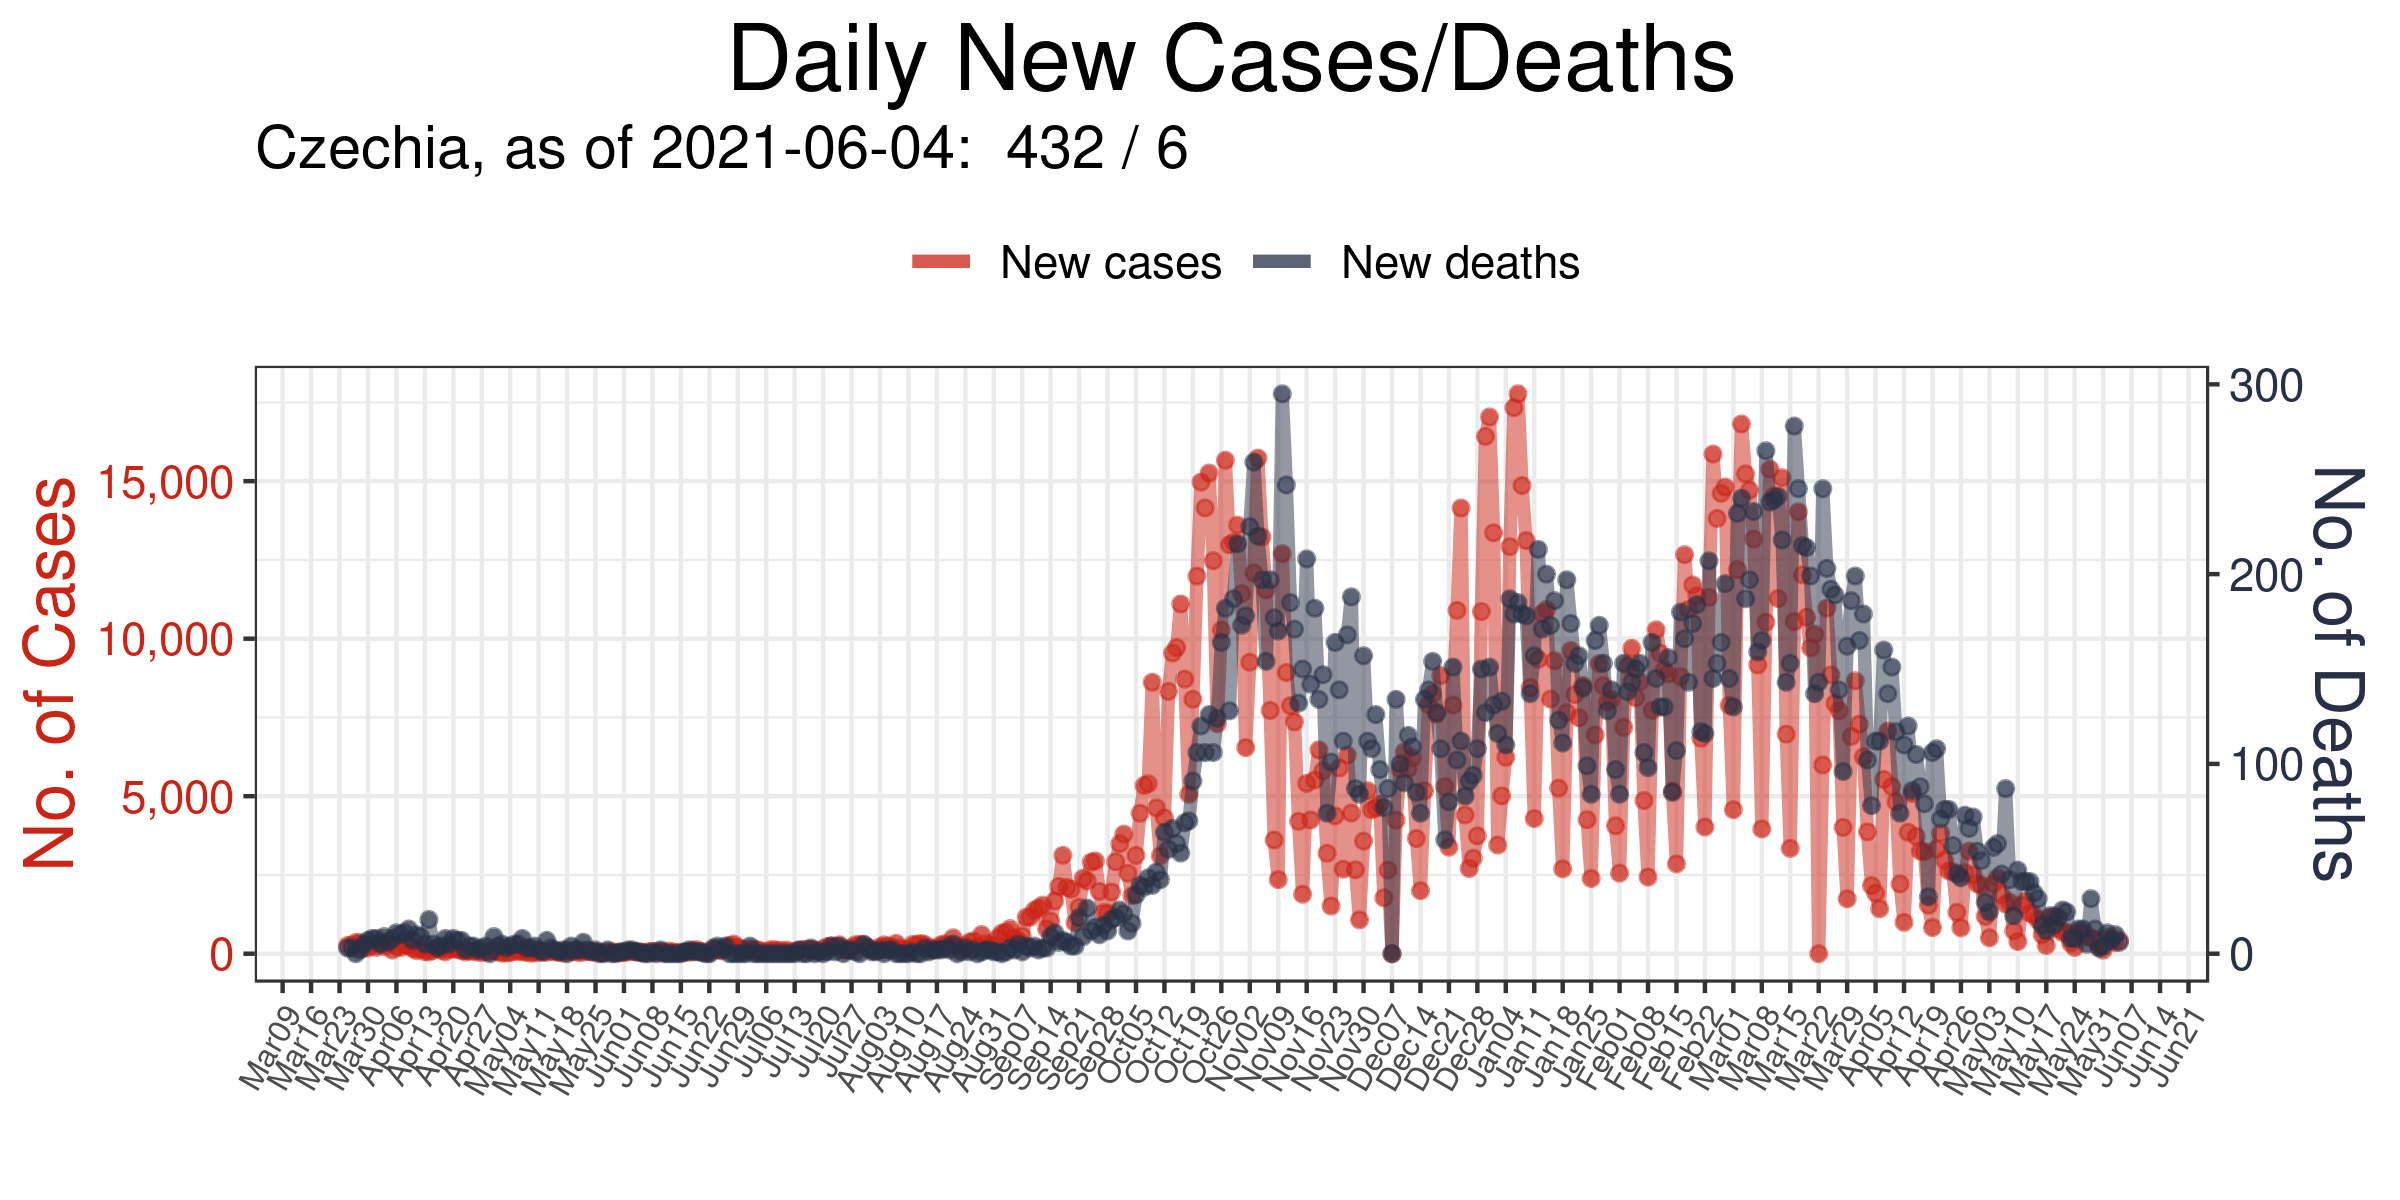 Daily New Cases/Deaths
Czechia, as of 2021-06-04:  432 / 6
New cases
New deaths
No. of Cases
15,000
10,000
5,000
0
300
200
100
0
No. of Deaths
Mar09
Mar16
Mar23
Mar30
Apr06
Apr13
Apr20
Apr27
May04
May11
May18
May25
Jun01
Jun08
Jun15
Jun22
Jun29
Jul06
Jul13
Jul20
Jul27
Aug03
Aug10
Aug17
Aug24
Aug31
Sep07
Sep14
Sep21
Sep28
Oct05
Oct12
Oct19
Oct26
Nov02
Nov09
Nov16
Nov23
Nov30
Dec07
Dec14
Dec21
Dec28
Jan04
Jan11
Jan18
Jan25
Feb01
Feb08
Feb15
Feb22
Mar01
Mar08
Mar15
Mar22
Mar29
Apr05
Apr12
Apr19
Apr26
May03
May10
May17
May24
May31
Jun07
Jun14
Jun21